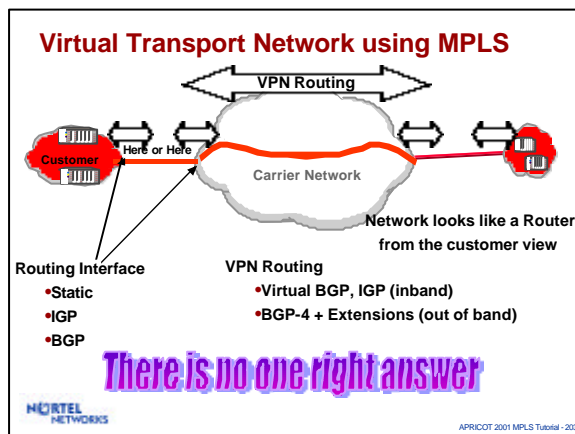 Virtual Transport Network using MPLS
VPN Routing
Here or Here
Customer
Carrier Network
Network looks like a Router
from the customer view
Routing Interface
•Static
•IGP
•BGP
VPN Routing
•Virtual BGP, IGP (inband)
•BGP-4 + Extensions (out of band)
There is no one right answer
NORTEL
NETWORKS
APRICOT 2001 MPLS Tutorial - 20